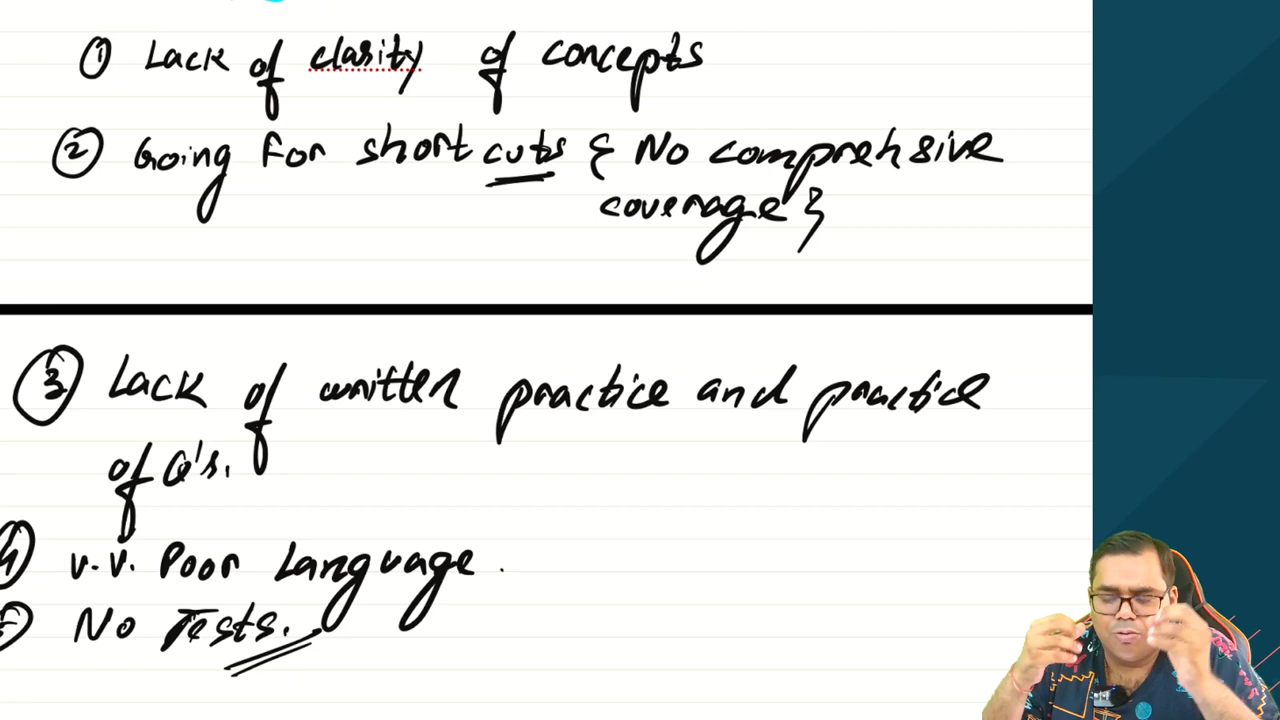 ① Lack of clarity of concepts
② Going for short cuts { No comprehsive
coverage }
③ Lack of written practice and practice
of Q's.
④ v.v. Poor Language.
⑤ No Tests.